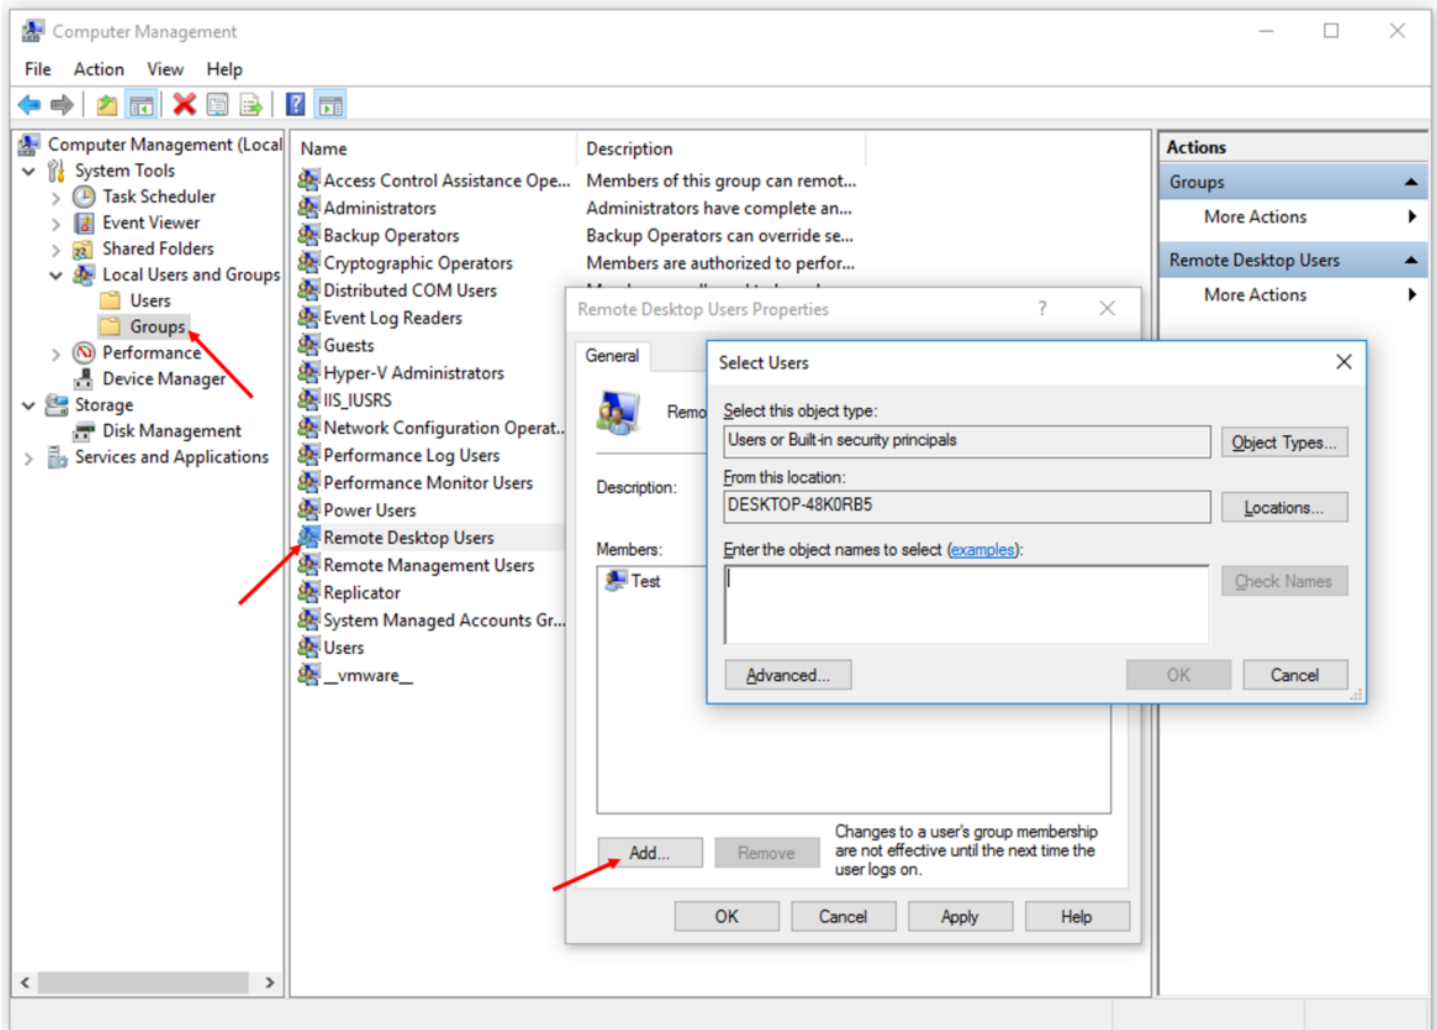 Computer Management
File Action View Help
Computer Management (Local
System Tools
Task Scheduler
Event Viewer
Shared Folders
Local Users and Groups
Users
Groups
Performance
Device Manager
Storage
Disk Management
Services and Applications
Name Description
Access Control Assistance Ope... Members of this group can remot...
Administrators Administrators have complete an...
Backup Operators Backup Operators can override se...
Cryptographic Operators Members are authorized to perfor...
Distributed COM Users
Event Log Readers
Guests
Hyper-V Administrators
IIS_IUSRS
Network Configuration Operat..
Performance Log Users
Performance Monitor Users
Power Users
Remote Desktop Users
Remote Management Users
Replicator
System Managed Accounts Gr...
Users
__vmware__
Actions
Groups
More Actions
Remote Desktop Users
More Actions
Remote Desktop Users Properties ?
General
Remo
Description:
Members:
Test
Add... Remove
Changes to a user's group membership
are not effective until the next time the
user logs on.
OK Cancel Apply Help
Select Users
Select this object type:
Users or Built-in security principals Object Types...
From this location:
DESKTOP-48K0RB5 Locations...
Enter the object names to select (examples):
Check Names
Advanced... OK Cancel